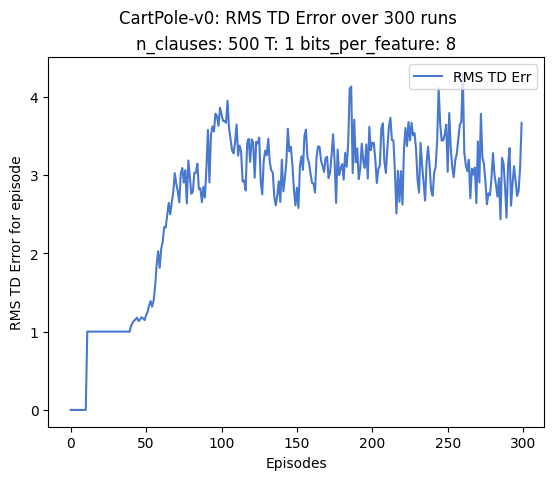 CartPole-v0: RMS TD Error over 300 runs
n_clauses: 500 T: 1 bits_per_feature: 8
RMS TD Err
RMS TD Error for episode
4
3
2
1
0
0 50 100 150 200 250 300
Episodes